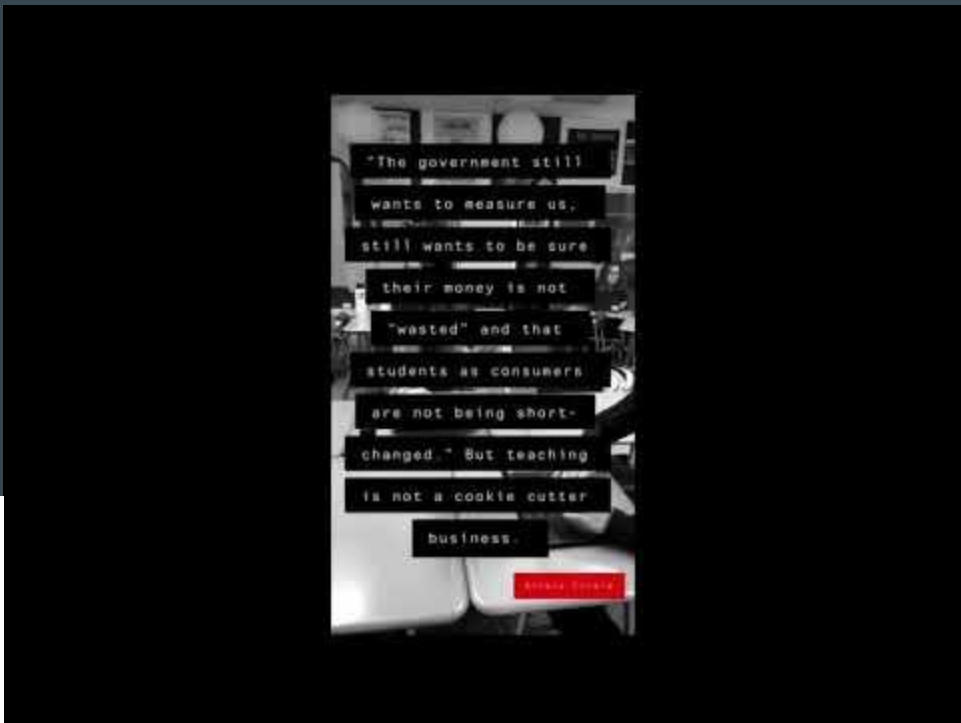 "The government still
wants to measure us,
still wants to be sure
their money is not
"wasted" and that
students as consumers
are not being short-
changed." But teaching
is not a cookie cutter
business.